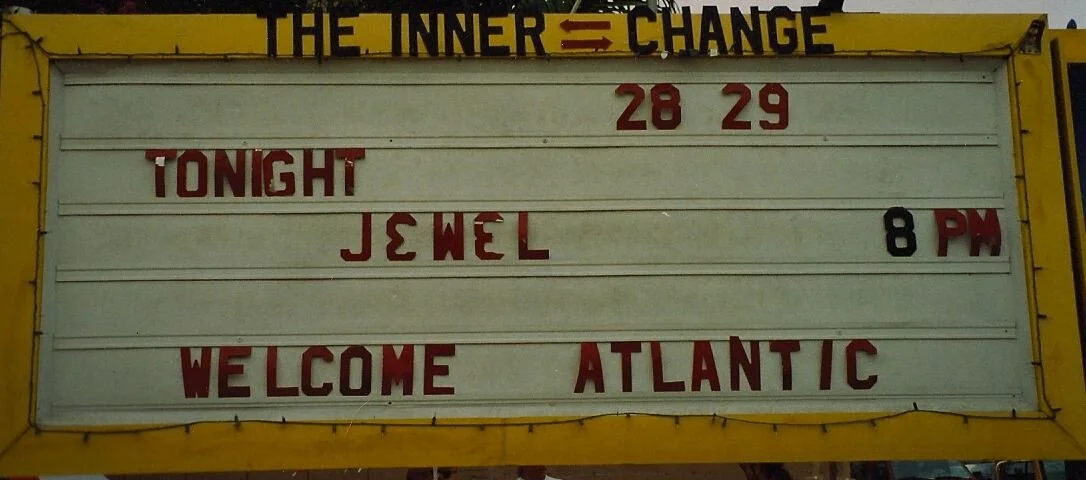 THE INNER CHANGE
28 29
TONIGHT
JEWEL 8 PM
WELCOME ATLANTIC